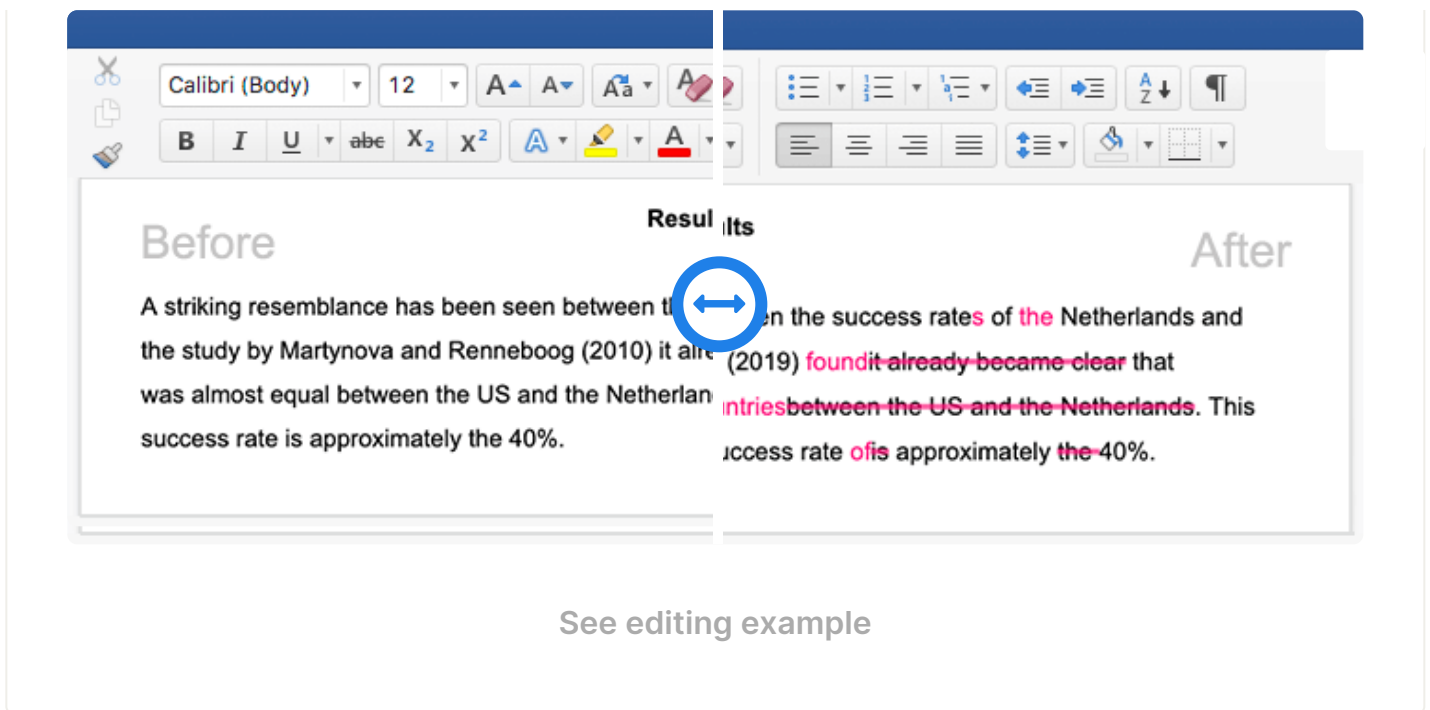 Calibri (Body) 12 A A Aa A
B I U abc X2 X2 A A
A Z ¶
Before
Resul
lts
After
A striking resemblance has been seen between
the study by Martynova and Renneboog (2010) it
was almost equal between the US and the Netherlan
success rate is approximately the 40%.
en the success rates of the Netherlands and
(2019) foundit already became clear that
ntriesbetween the US and the Netherlands. This
uccess rate ofis approximately the 40%.
See editing example